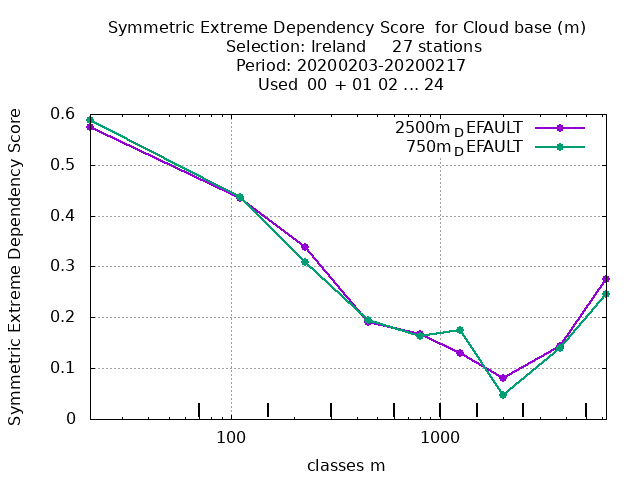 Symmetric Extreme Dependency Score for Cloud base (m)
Selection: Ireland 27 stations
Period: 20200203-20200217
Used 00 + 01 02 ... 24
Symmetric Extreme Dependency Score
0.6
0.5
0.4
0.3
0.2
0.1
0
2500m_DEFAULT
750m_DEFAULT
100
1000
classes m